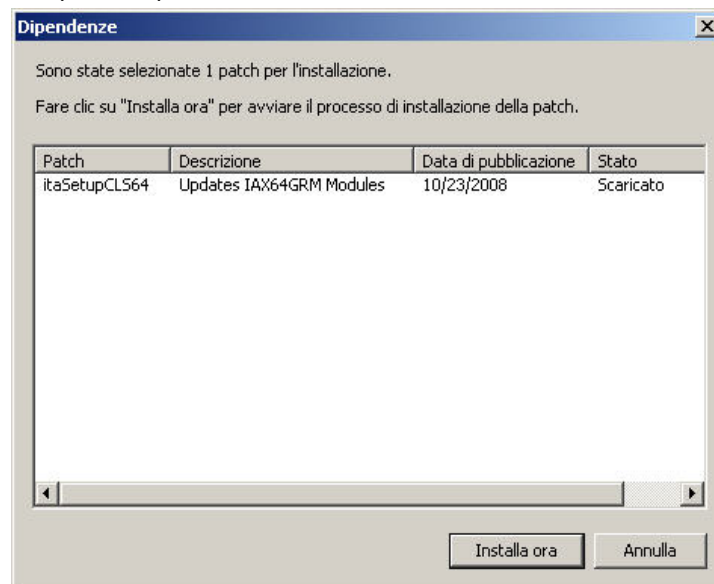 Dipendenze
Sono state selezionate 1 patch per l'installazione.
Fare clic su "Installa ora" per avviare il processo di installazione della patch.
Patch Descrizione Data di pubblicazione Stato
itaSetupCLS64 Updates IAX64GRM Modules 10/23/2008 Scaricato
Installa ora Annulla